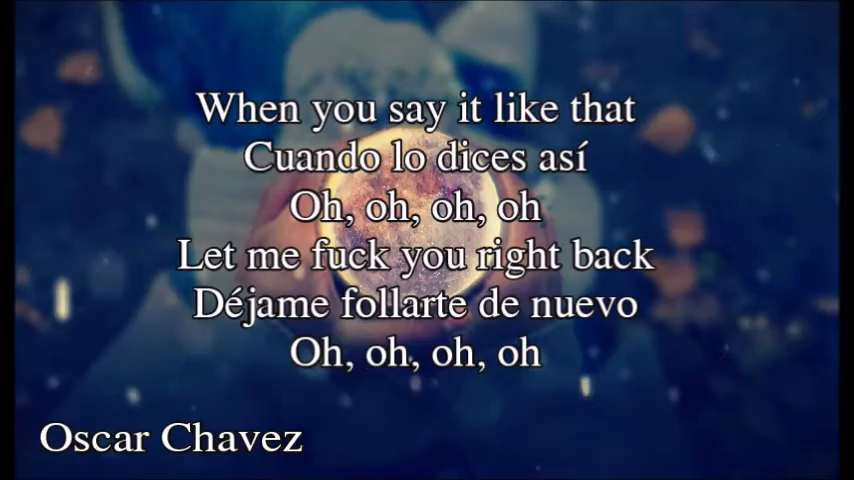 When you say it like that
Cuando lo dices así
Oh, oh, oh, oh
Let me fuck you right back
Déjame follarte de nuevo
Oh, oh, oh, oh
Oscar Chavez